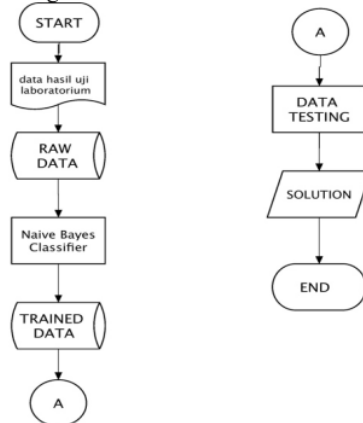 START
data hasil uji
laboratorium
RAW
DATA
Naive Bayes
Classifier
TRAINED
DATA
A
A
DATA
TESTING
SOLUTION
END